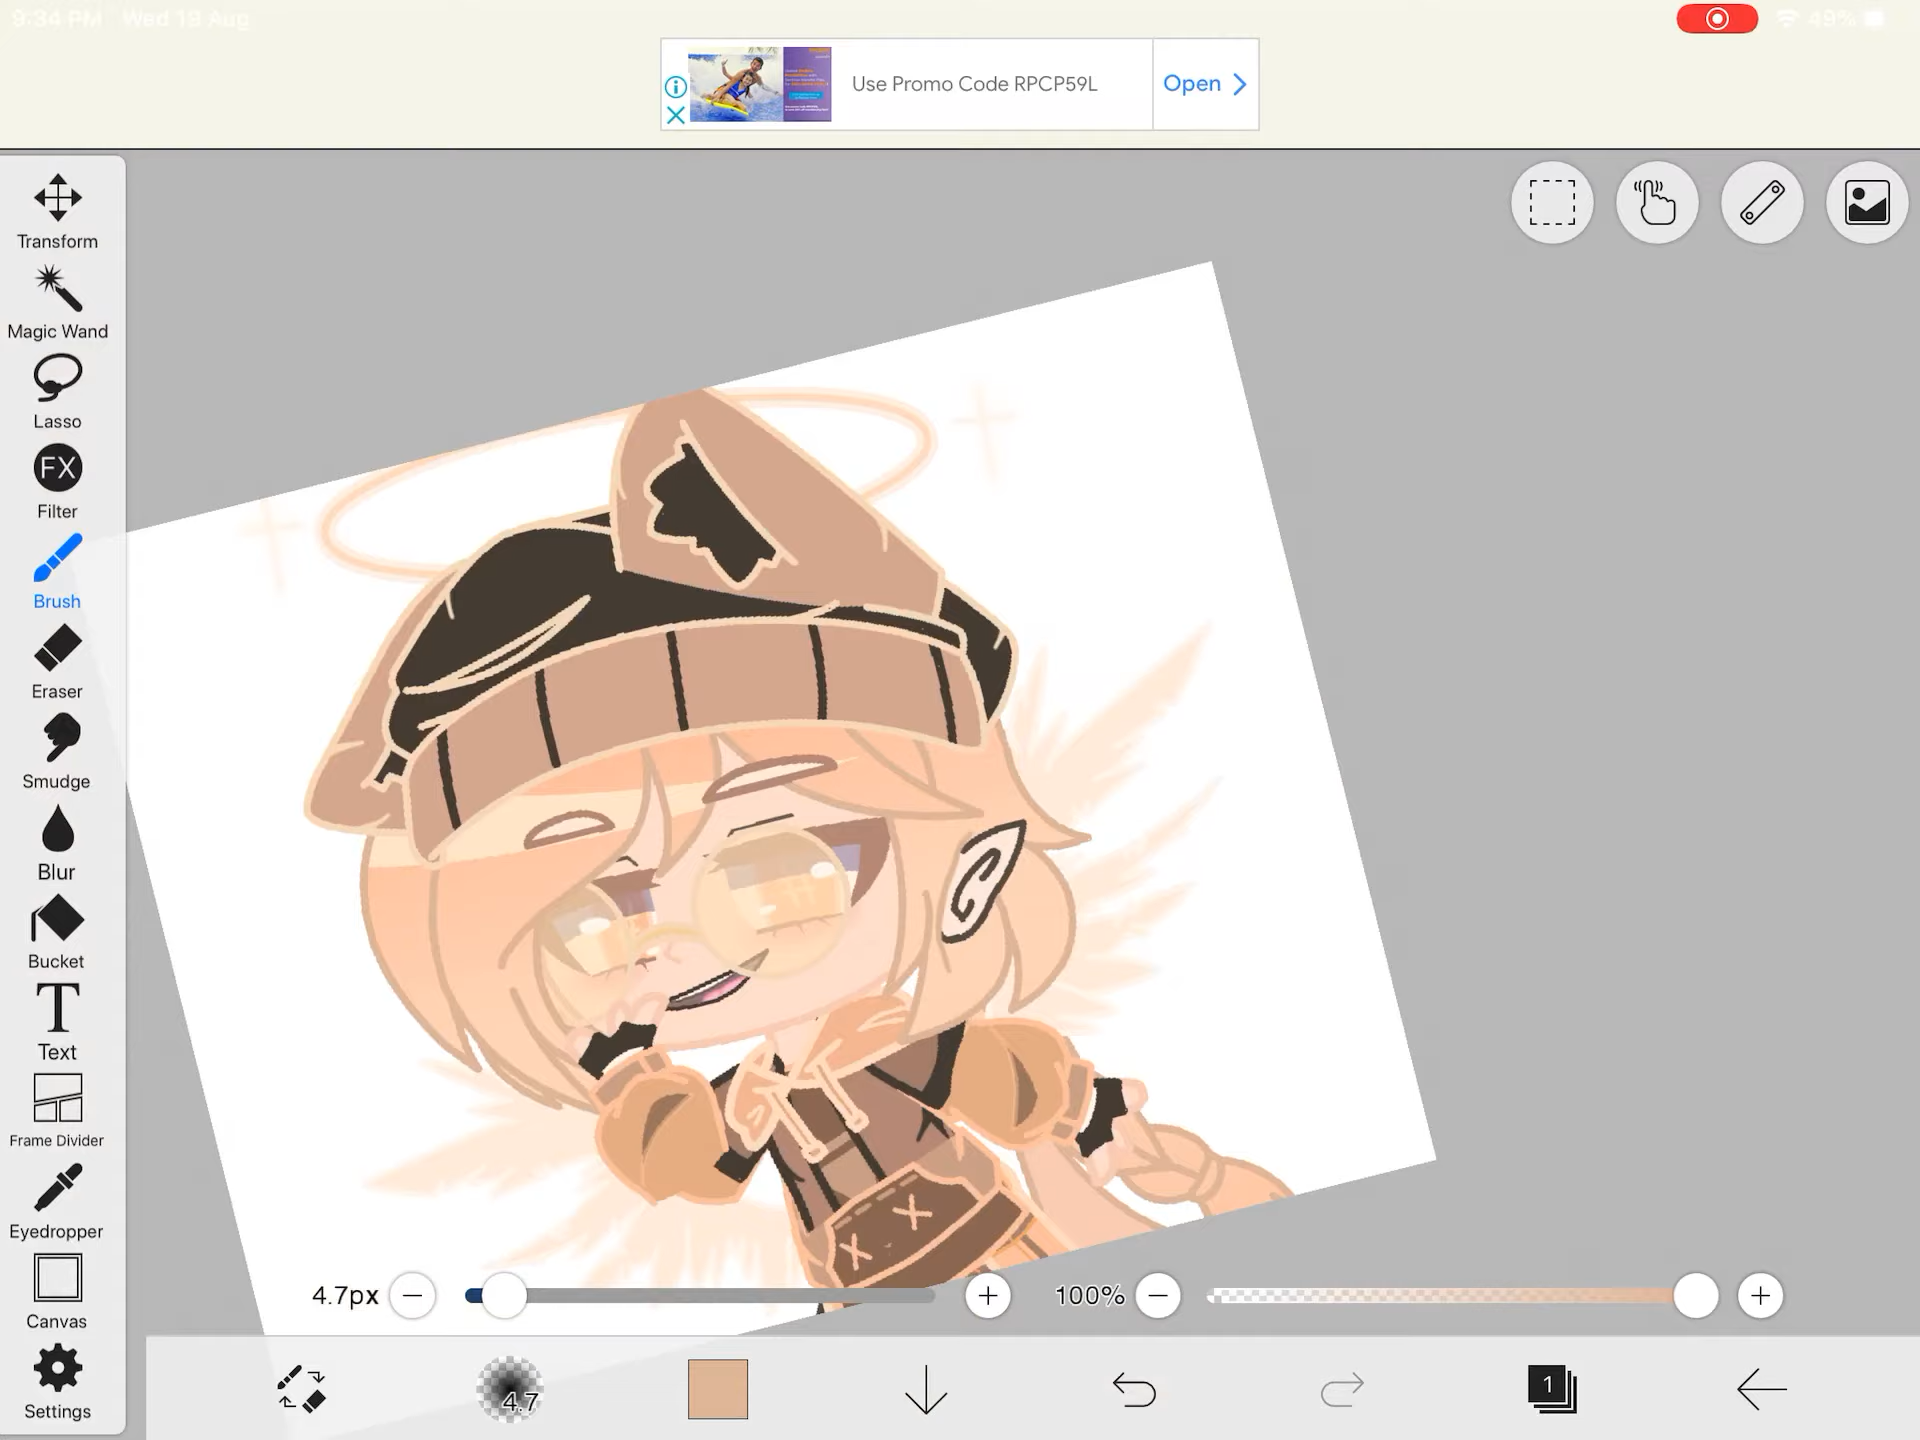 9:34 PM Wed 19 Aug
49%
Use Promo Code RPCP59L
Open
Transform
Magic Wand
Lasso
FX
Filter
Brush
Eraser
Smudge
Blur
Bucket
T
Text
Frame Divider
Eyedropper
Canvas
Settings
4.7px
100%
4.7
1